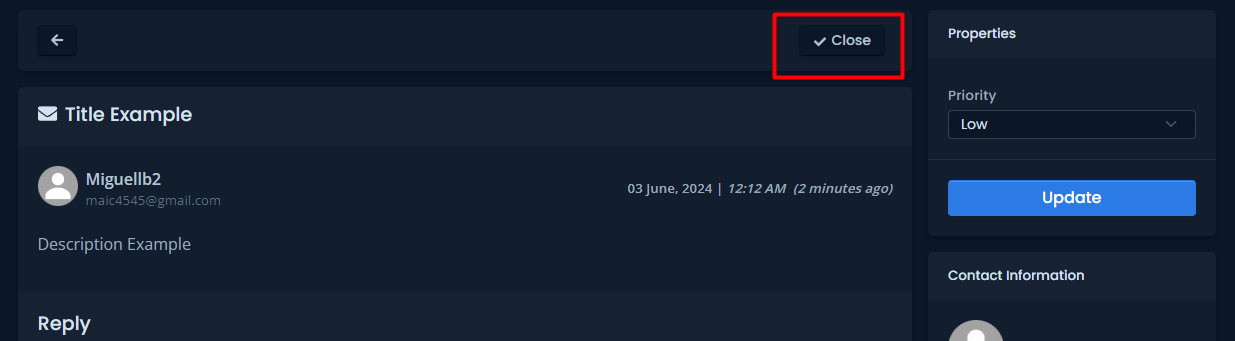 Close
Title Example
Miguellb2
maic4545@gmail.com
03 June, 2024 | 12:12 AM (2 minutes ago)
Description Example
Reply
Properties
Priority
Low
Update
Contact Information